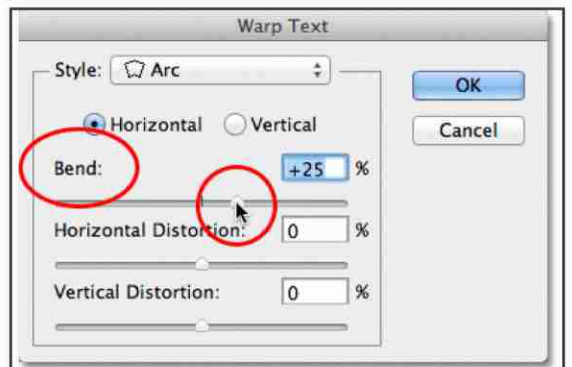 Warp Text
Style: Arc
OK
Horizontal Vertical
Cancel
Bend: +25 %
Horizontal Distortion: 0 %
Vertical Distortion: 0 %